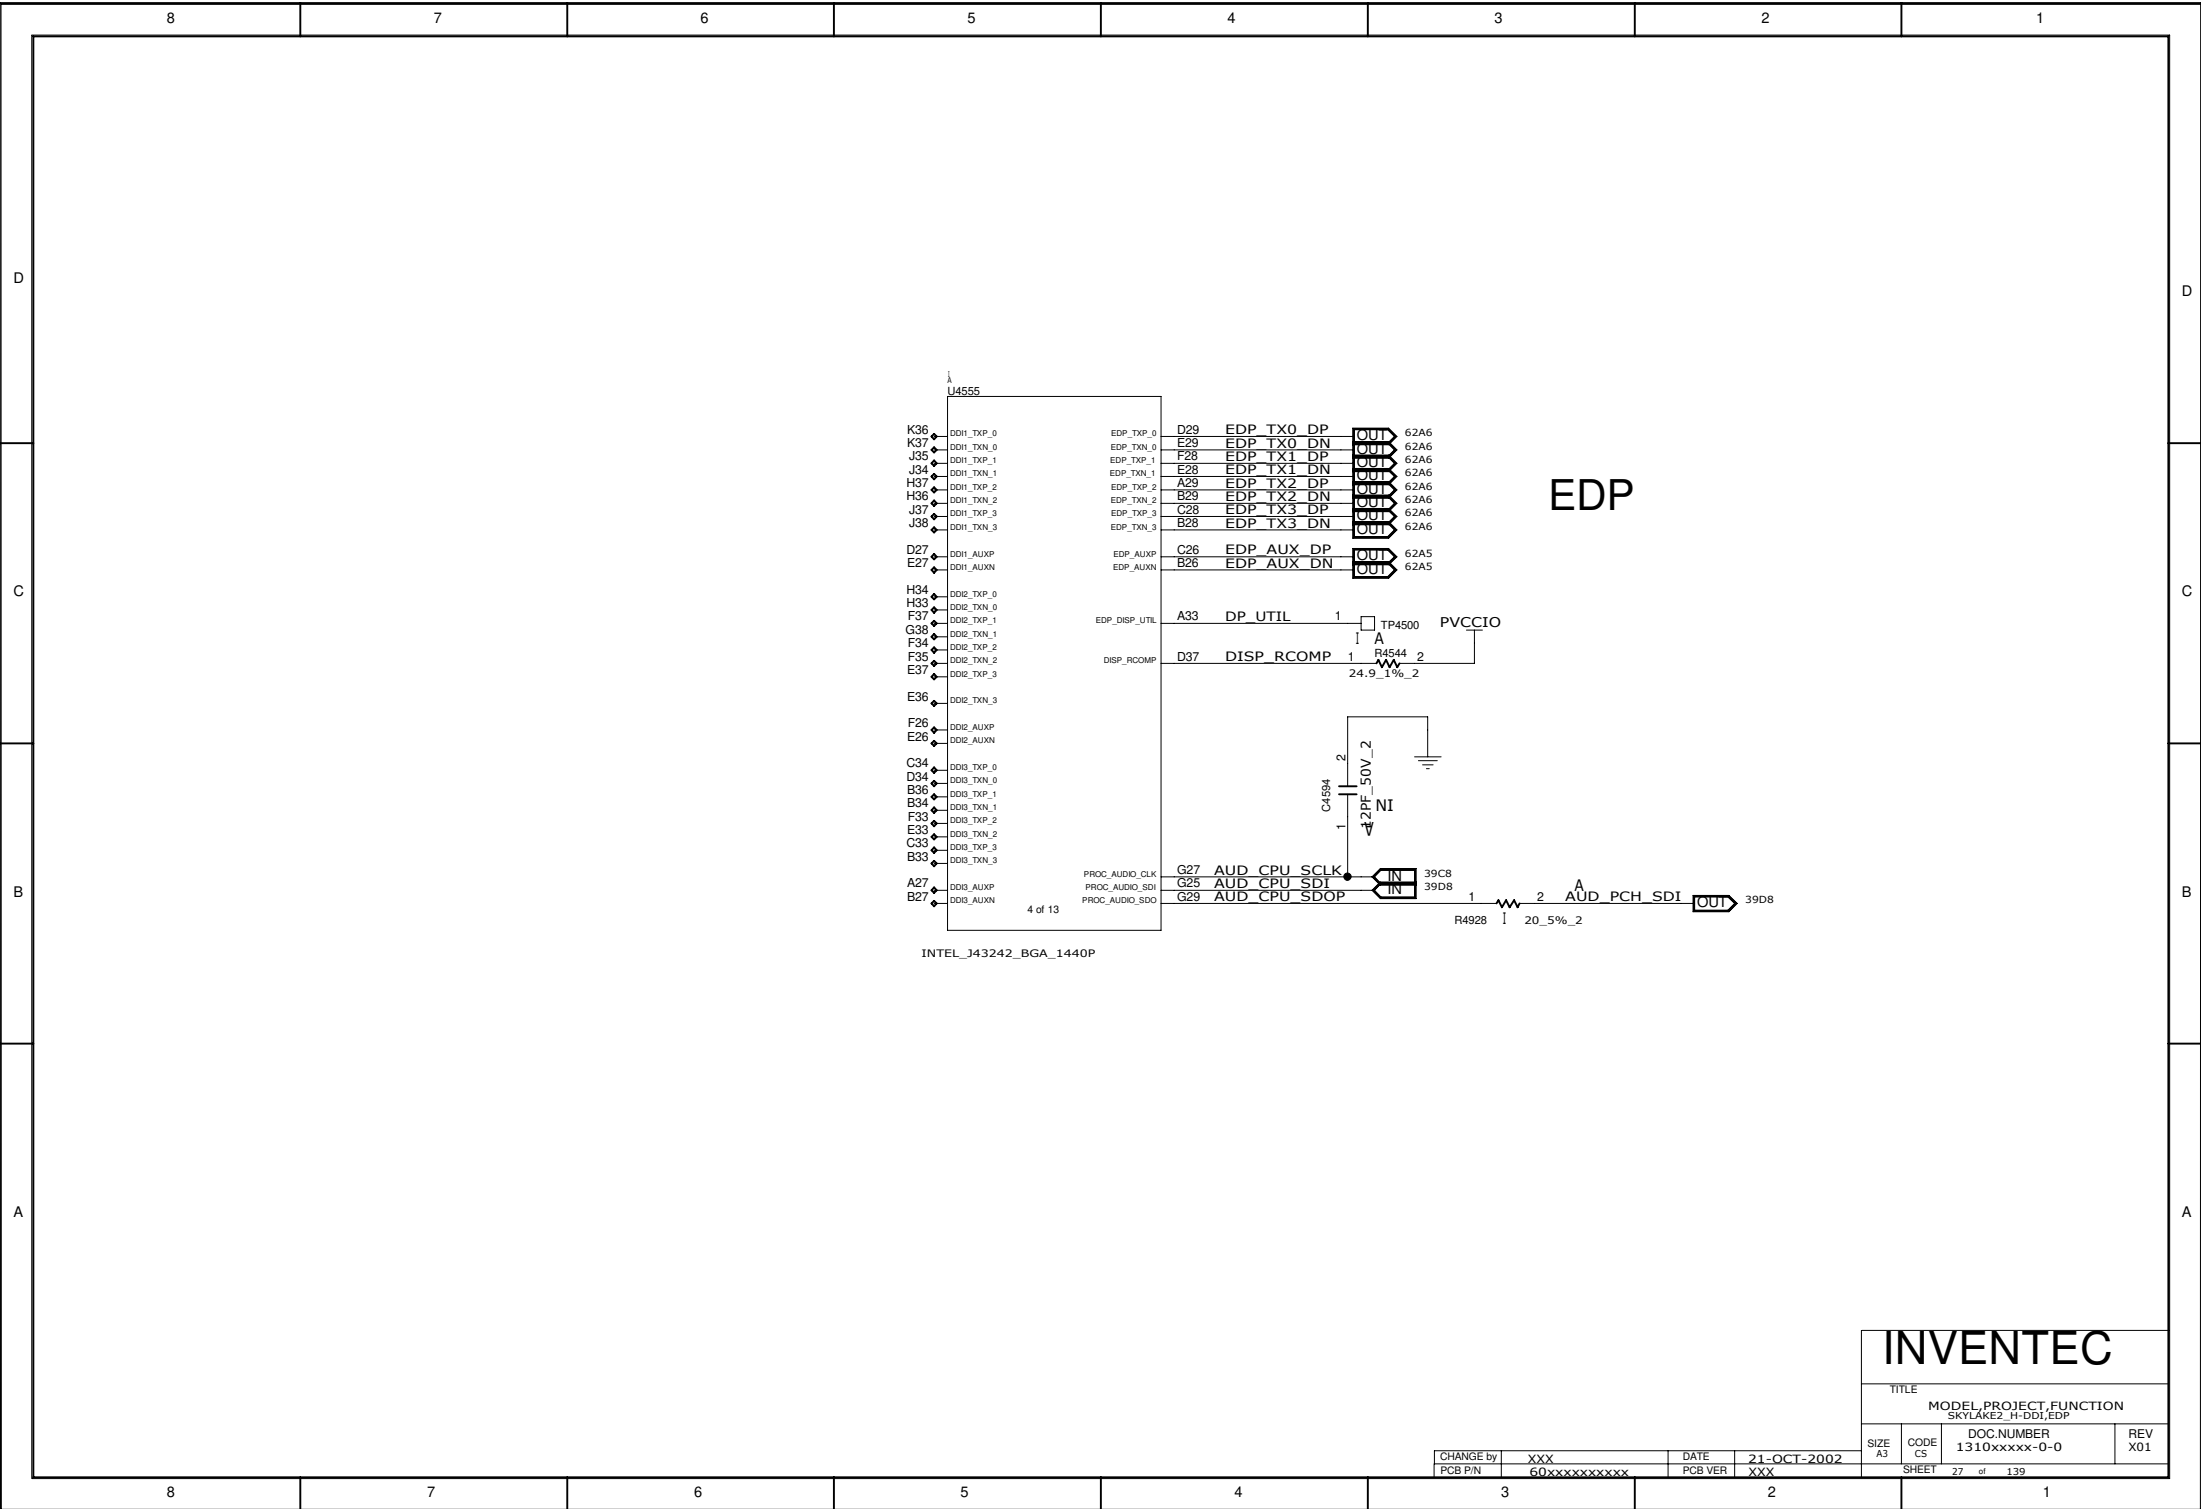 8 7 6 5 4 3 2 1
D D
I
A
U4555
K36 DDI1_TXP_0 EDP_TXP_0 D29 EDP_TX0_DP OUT 62A6
K37 DDI1_TXN_0 EDP_TXN_0 E29 EDP_TX0_DN OUT 62A6
J35 DDI1_TXP_1 EDP_TXP_1 F28 EDP_TX1_DP OUT 62A6
J34 DDI1_TXN_1 EDP_TXN_1 E28 EDP_TX1_DN OUT 62A6
H37 DDI1_TXP_2 EDP_TXP_2 A29 EDP_TX2_DP OUT 62A6
H36 DDI1_TXN_2 EDP_TXN_2 B29 EDP_TX2_DN OUT 62A6
J37 DDI1_TXP_3 EDP_TXP_3 C28 EDP_TX3_DP OUT 62A6
J38 DDI1_TXN_3 EDP_TXN_3 B28 EDP_TX3_DN OUT 62A6
EDP
D27 DDI1_AUXP EDP_AUXP C26 EDP_AUX_DP OUT 62A5
E27 DDI1_AUXN EDP_AUXN B26 EDP_AUX_DN OUT 62A5
C C
H34 DDI2_TXP_0
H33 DDI2_TXN_0
F37 DDI2_TXP_1 EDP_DISP_UTIL A33 DP_UTIL 1 TP4500 PVCCIO
G38 DDI2_TXN_1 I A
F34 DDI2_TXP_2
F35 DDI2_TXN_2 DISP_RCOMP D37 DISP_RCOMP 1 R4544 2
E37 DDI2_TXP_3 24.9_1%_2
E36 DDI2_TXN_3
F26 DDI2_AUXP
E26 DDI2_AUXN
C34 DDI3_TXP_0
D34 DDI3_TXN_0
B36 DDI3_TXP_1
B34 DDI3_TXN_1
F33 DDI3_TXP_2
E33 DDI3_TXN_2
C33 DDI3_TXP_3
B33 DDI3_TXN_3
2
C4594 12PF_50V_2
NI
1 A
PROC_AUDIO_CLK G27 AUD_CPU_SCLK IN 39C8
A27 DDI3_AUXP PROC_AUDIO_SDI G25 AUD_CPU_SDI IN 39D8
B27 DDI3_AUXN PROC_AUDIO_SDO G29 AUD_CPU_SDOP 1 2 A AUD_PCH_SDI OUT 39D8
B B
4 of 13
R4928 I 20_5%_2
INTEL_J43242_BGA_1440P
A A
INVENTEC
TITLE
MODEL,PROJECT,FUNCTION
SKYLAKE2_H-DDI,EDP
SIZE A3 CODE CS DOC.NUMBER 1310xxxxx-0-0 REV X01
CHANGE by XXX DATE 21-OCT-2002
PCB P/N 60xxxxxxxxxx PCB VER XXX SHEET 27 of 139
8 7 6 5 4 3 2 1